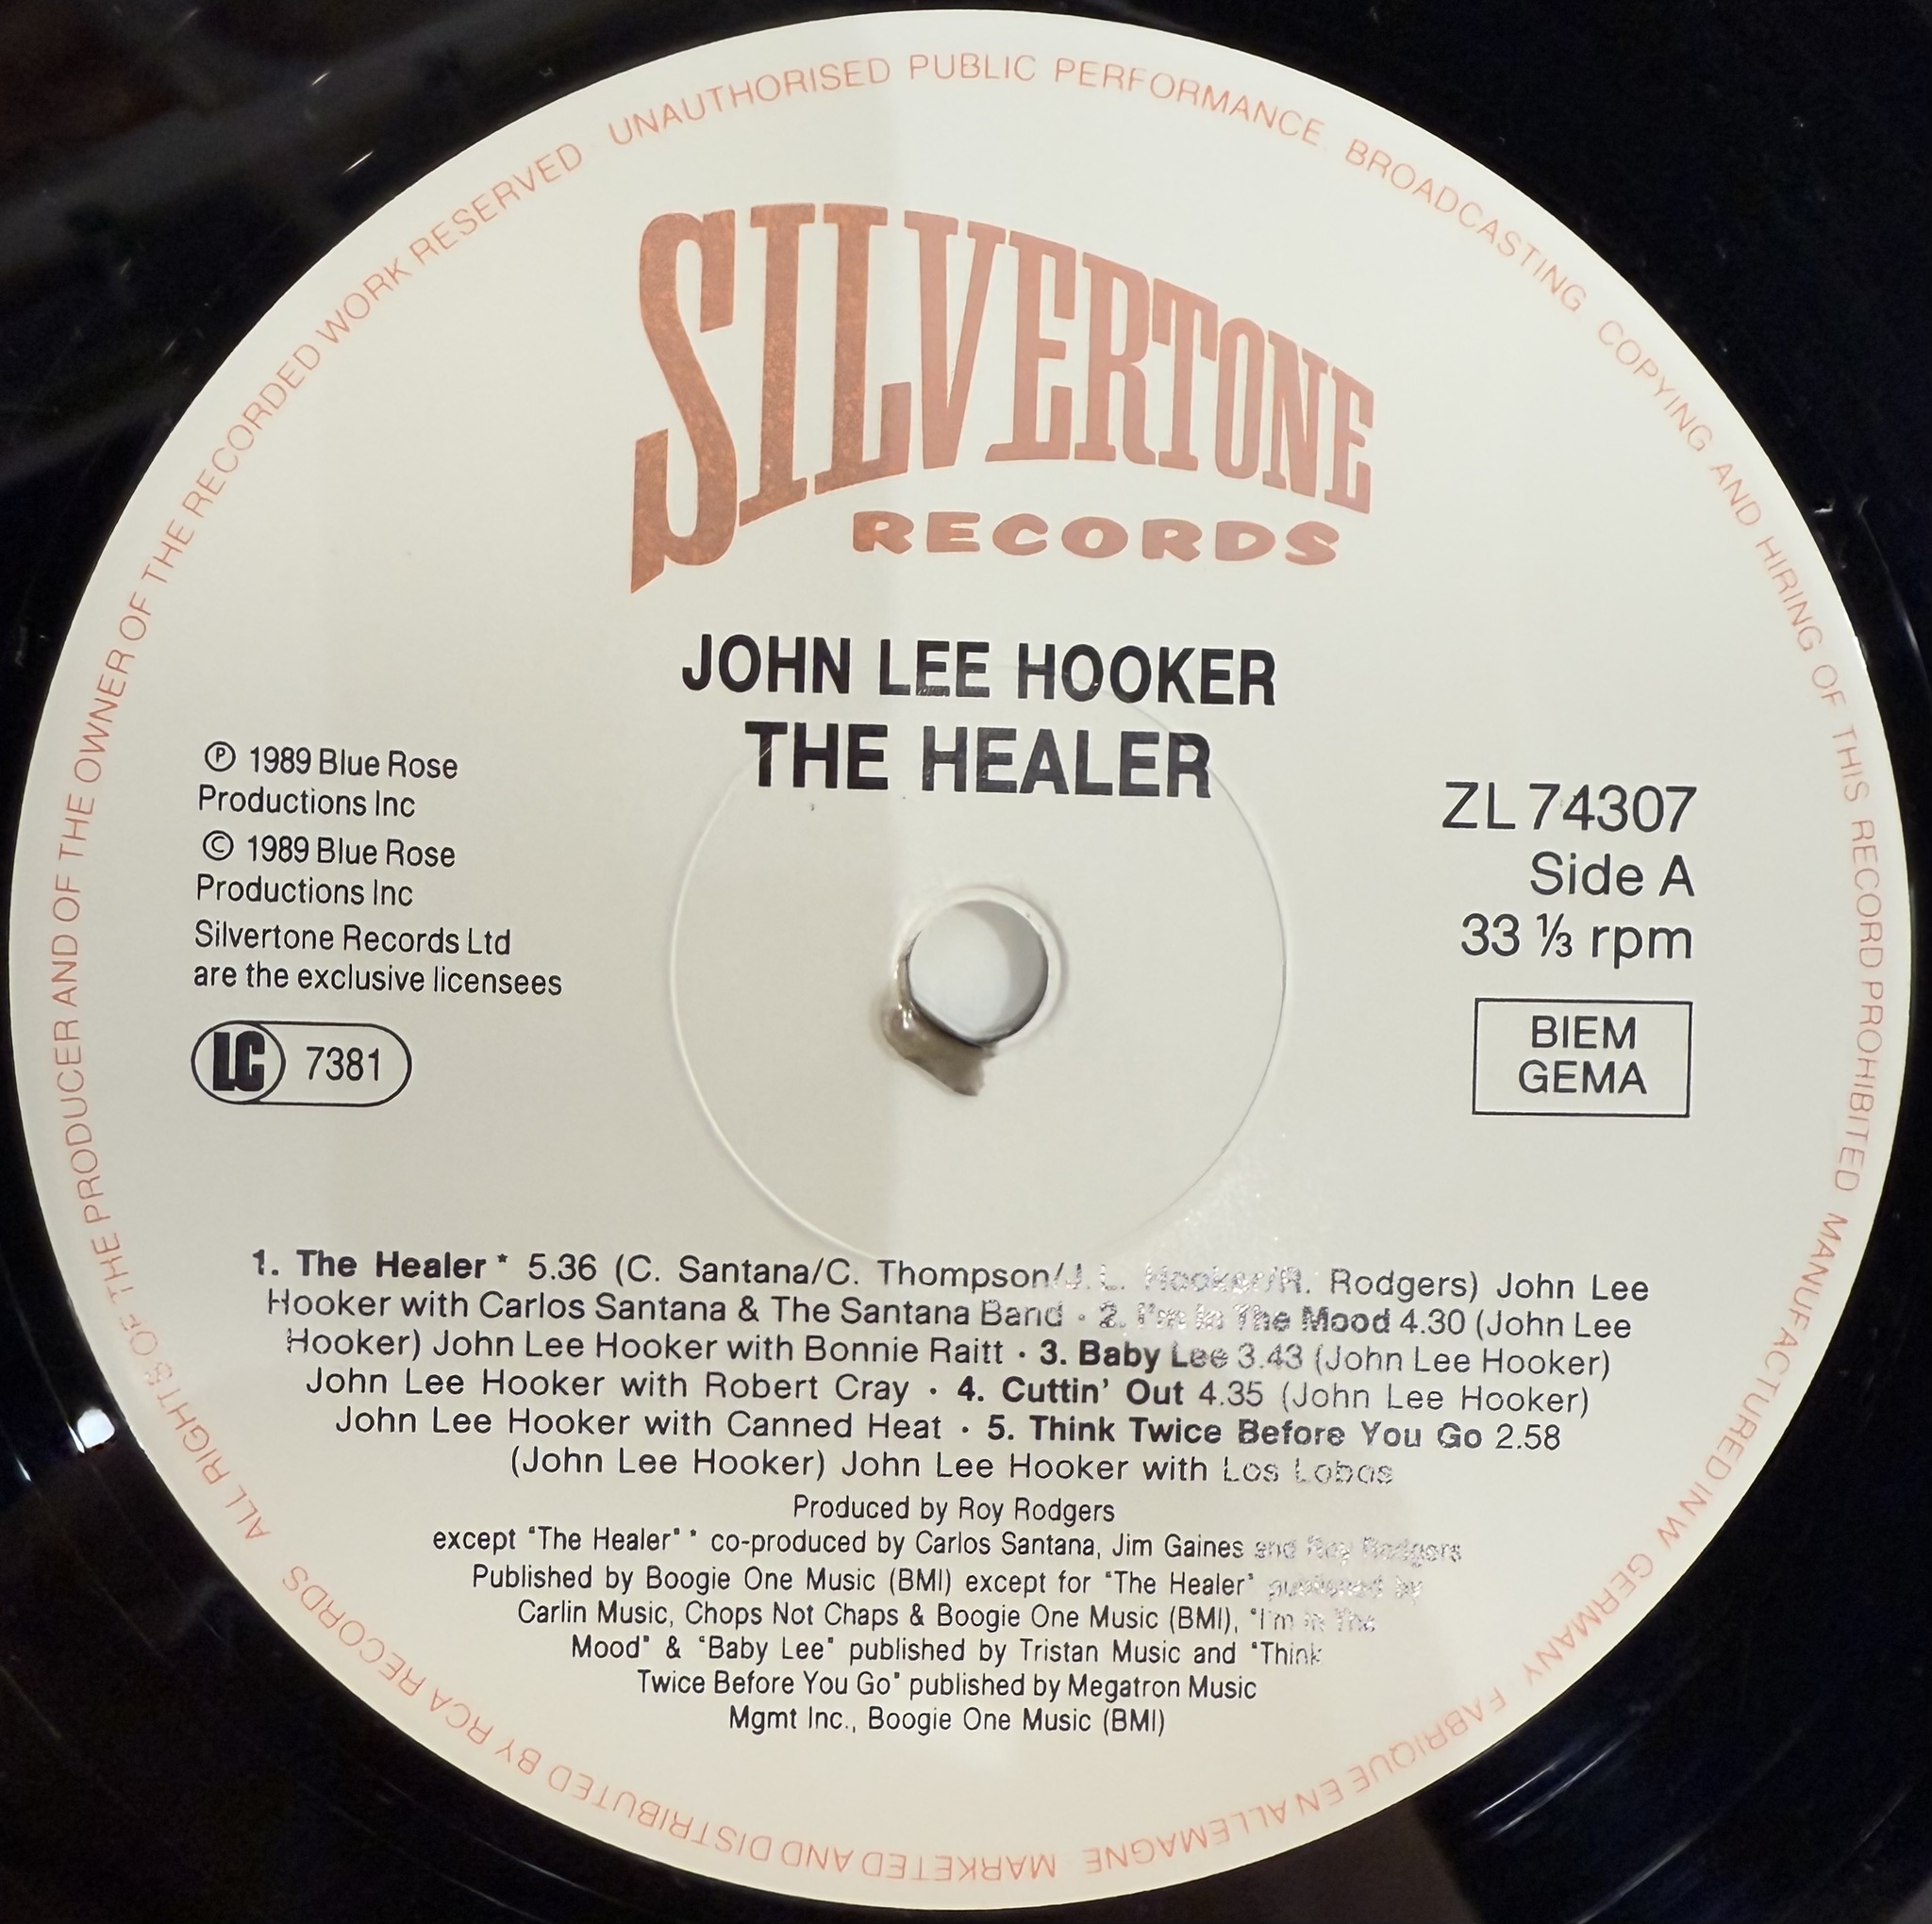 UNAUTHORISED PUBLIC PERFORMANCE. BROADCASTING COPYING AND HIRING OF THIS RECORD PROHIBITED MANUFACTURED IN W GERMANY FABRIQUE EN ALLEMAGNE MARKETED AND DISTRIBUTED BY RCA RECORDS ALL RIGHTS OF THE PRODUCER AND OF THE OWNER OF THE RECORDED WORK RESERVED
SILVERTONE
RECORDS
JOHN LEE HOOKER
THE HEALER
Ⓟ 1989 Blue Rose
Productions Inc
© 1989 Blue Rose
Productions Inc
Silvertone Records Ltd
are the exclusive licensees
LC 7381
ZL 74307
Side A
33 ⅓ rpm
BIEM
GEMA
1. The Healer* 5.36 (C. Santana/C. Thompson/J.L. Hooker/R. Rodgers) John Lee
Hooker with Carlos Santana & The Santana Band · 2. I'm In The Mood 4.30 (John Lee
Hooker) John Lee Hooker with Bonnie Raitt · 3. Baby Lee 3.43 (John Lee Hooker)
John Lee Hooker with Robert Cray · 4. Cuttin' Out 4.35 (John Lee Hooker)
John Lee Hooker with Canned Heat · 5. Think Twice Before You Go 2.58
(John Lee Hooker) John Lee Hooker with Los Lobos
Produced by Roy Rodgers
except "The Healer" * co-produced by Carlos Santana, Jim Gaines and Roy Rodgers
Published by Boogie One Music (BMI) except for "The Healer" published by
Carlin Music, Chops Not Chaps & Boogie One Music (BMI), "I'm In The
Mood" & "Baby Lee" published by Tristan Music and "Think
Twice Before You Go" published by Megatron Music
Mgmt Inc., Boogie One Music (BMI)